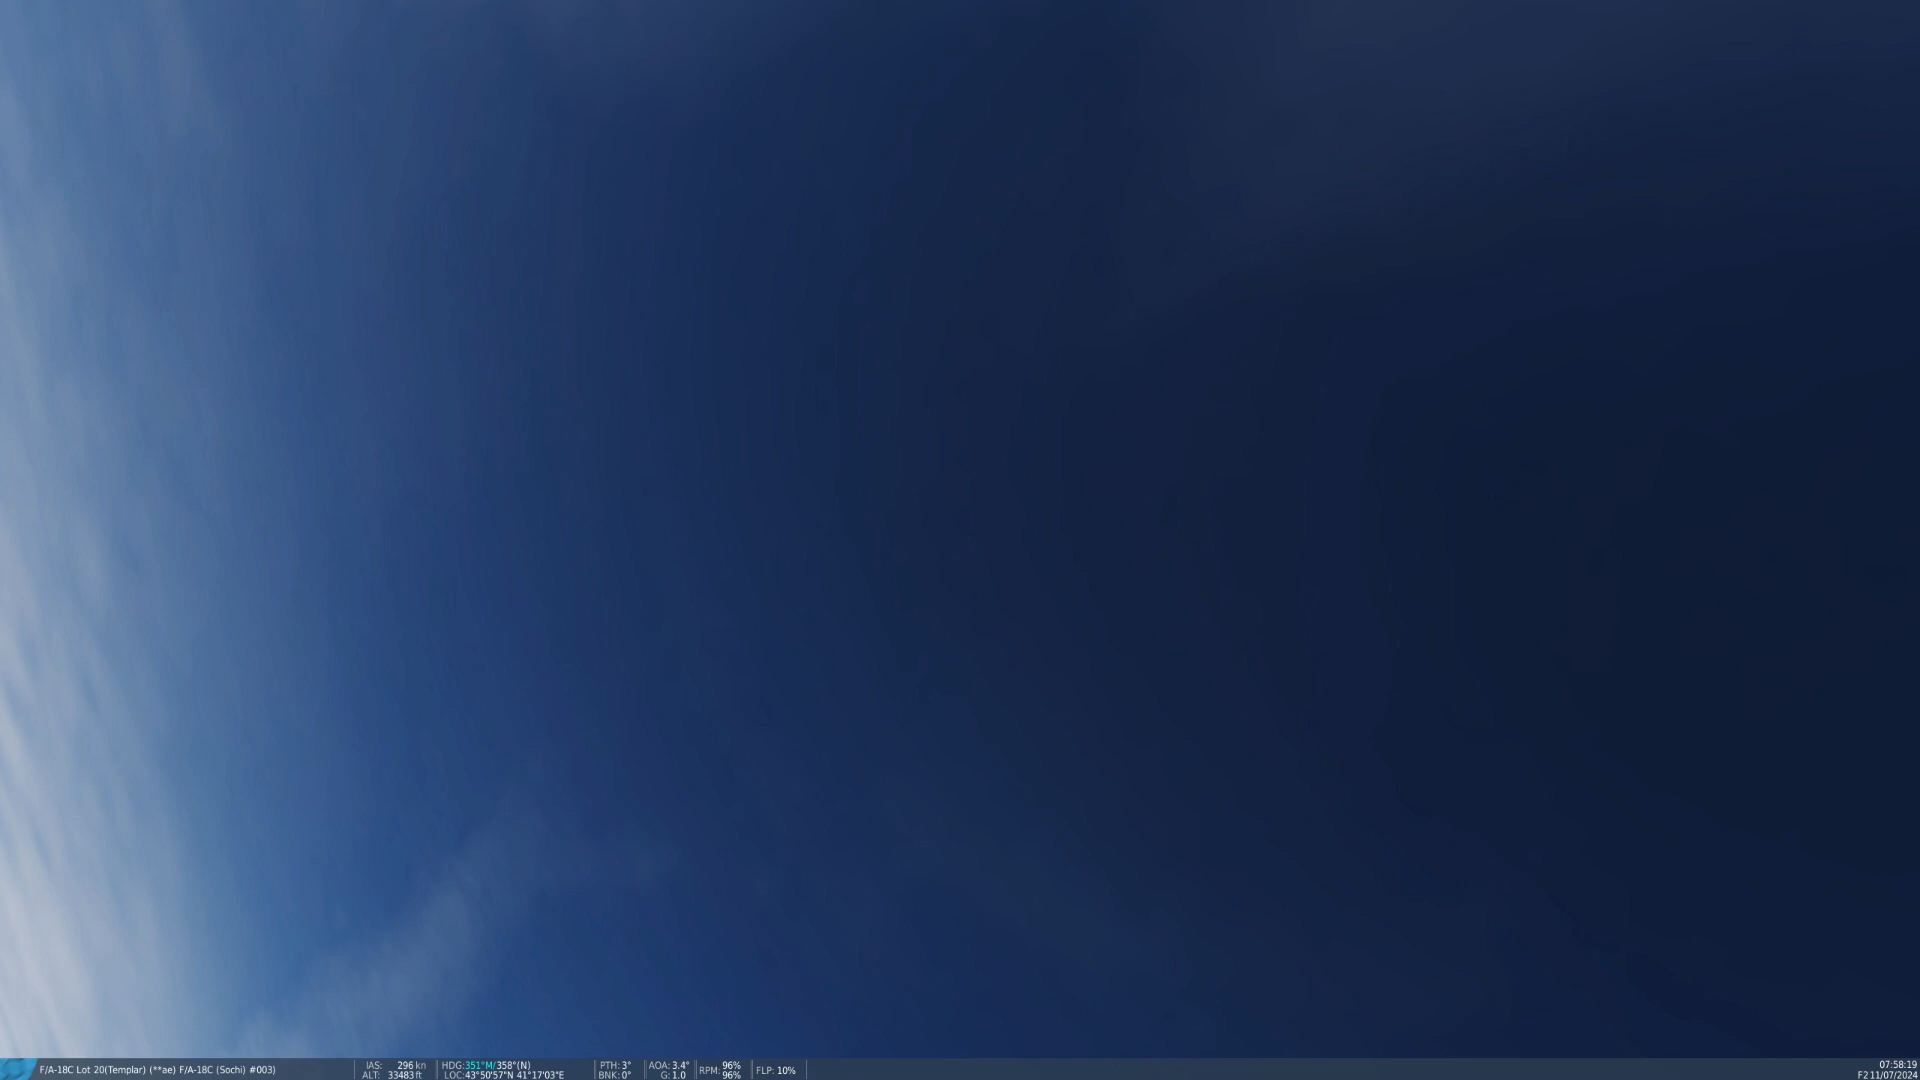 F/A-18C Lot 20(Templar) (**ae) F/A-18C (Sochi) #003)
IAS: 296 kn
ALT: 33483 ft
HDG:351°M/358°(N)
LOC:43°50'57"N 41°17'03"E
PTH: 3°
BNK: 0°
AOA: 3.4°
G: 1.0
RPM: 96%
96%
FLP: 10%
07:58:19
F2 11/07/2024